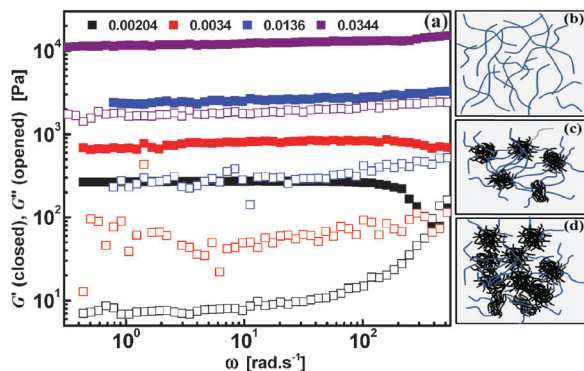 0.00204 0.0034 0.0136 0.0344 (a)
G' (closed), G'' (opened) [Pa]
10⁴
10³
10²
10¹
10⁰ 10¹ 10²
ω [rad.s⁻¹]
(b)
(c)
(d)